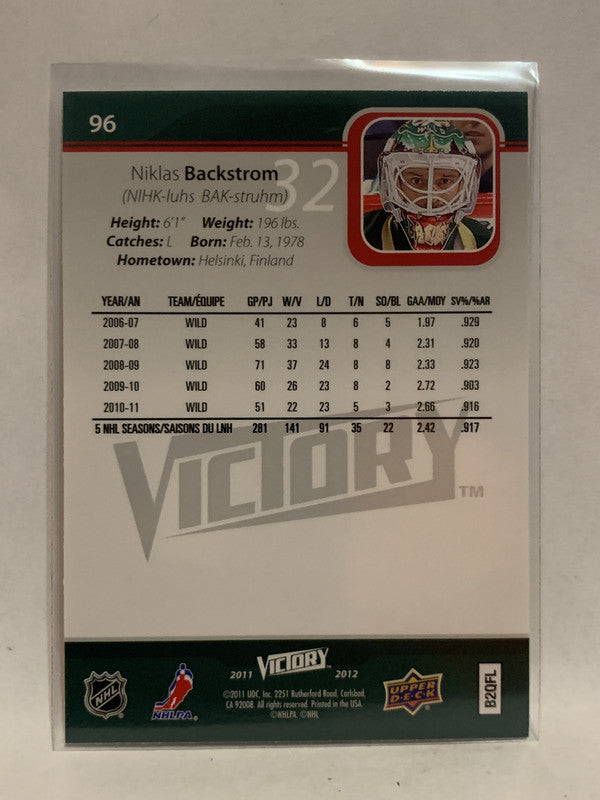 96
32
Niklas Backstrom
(NIHK-luhs BAK-struhm)
Height: 6'1" Weight: 196 lbs.
Catches: L Born: Feb. 13, 1978
Hometown: Helsinki, Finland
YEAR/AN TEAM/ÉQUIPE GP/PJ W/V L/D T/N SO/BL GAA/MOY SV%/%AR
2006-07 WILD 41 23 8 6 5 1.97 .929
2007-08 WILD 58 33 13 8 4 2.31 .920
2008-09 WILD 71 37 24 8 8 2.33 .923
2009-10 WILD 60 26 23 8 2 2.72 .903
2010-11 WILD 51 22 23 5 3 2.66 .916
5 NHL SEASONS/SAISONS DU LNH 281 141 91 35 22 2.42 .917
VICTORY TM
2011 VICTORY 2012
©2011 UDC, Inc. 2251 Rutherford Road, Carlsbad,
CA 92008. All rights reserved. Printed in the USA.
©NHLPA. ©NHL
NHL
NHLPA
UPPER DECK
B2QFL